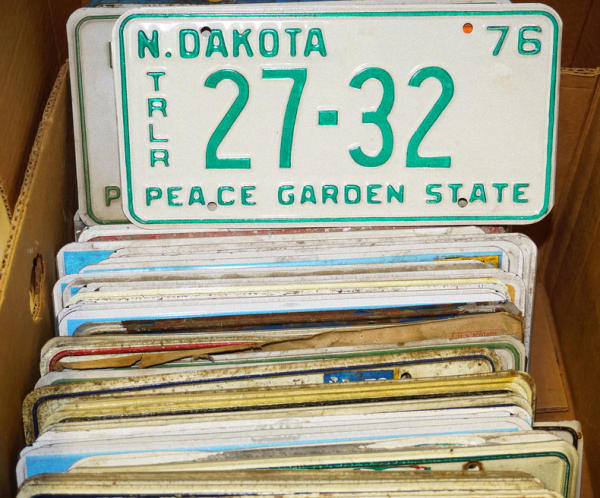 N. DAKOTA 76
TRLR
27-32
PEACE GARDEN STATE
P